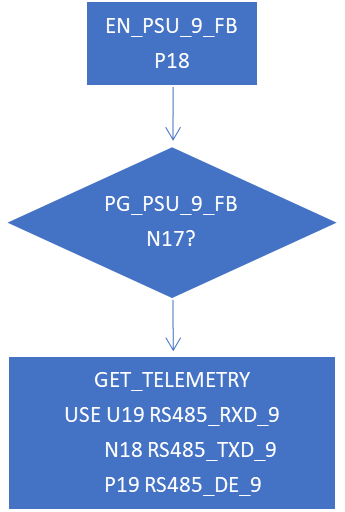 EN_PSU_9_FB
P18
PG_PSU_9_FB
N17?
GET_TELEMETRY
USE U19 RS485_RXD_9
N18 RS485_TXD_9
P19 RS485_DE_9